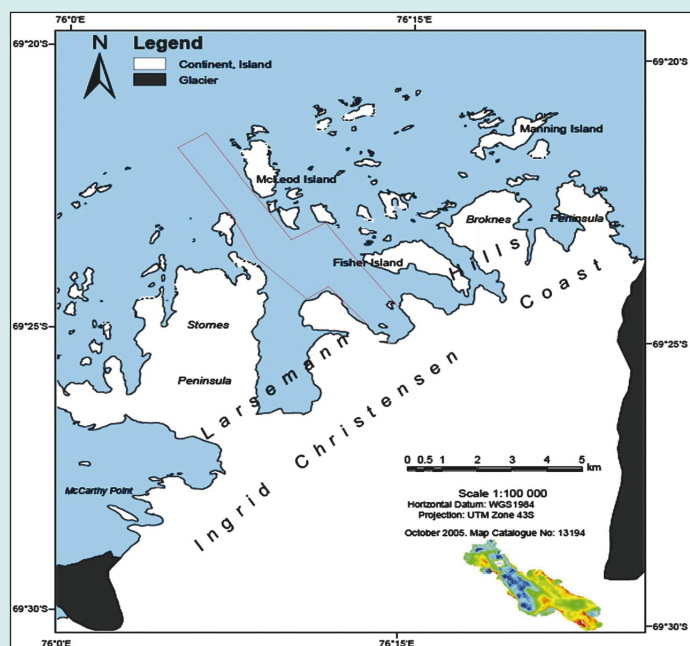 76°0'E
76°15'E
69°20'S
69°20'S
N
Legend
Continent, Island
Glacier
Manning Island
McLeod Island
Broknes
Peninsula
Fisher Island
69°25'S
69°25'S
Stornes
Peninsula
Larsemann Hills
Ingrid Christensen Coast
McCarthy Point
0 0.5 1 2 3 4 5
km
Scale 1:100 000
Horizontal Datum: WGS1984
Projection: UTM Zone 43S
October 2005. Map Catalogue No: 13194
69°30'S
69°30'S
76°0'E
76°15'E